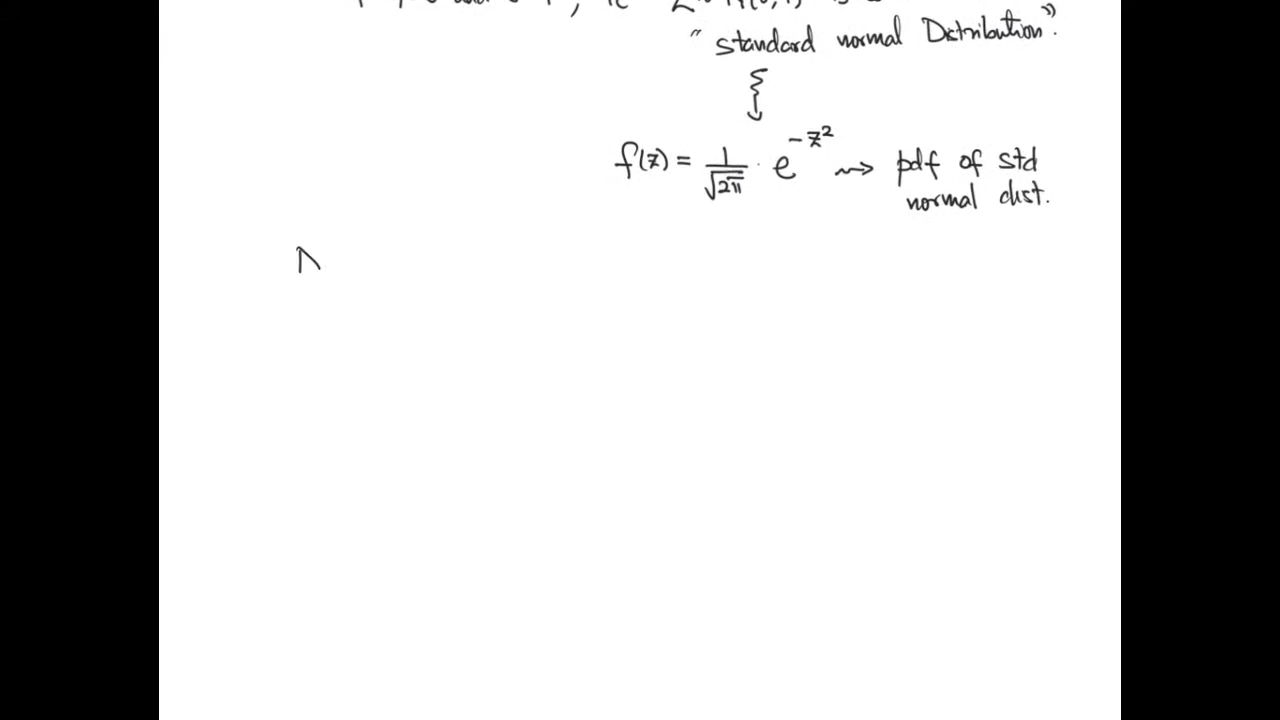 " standard normal Distribution".
f(z) = 1/√2π · e^-z² ⇝ pdf of std
normal dist.
N